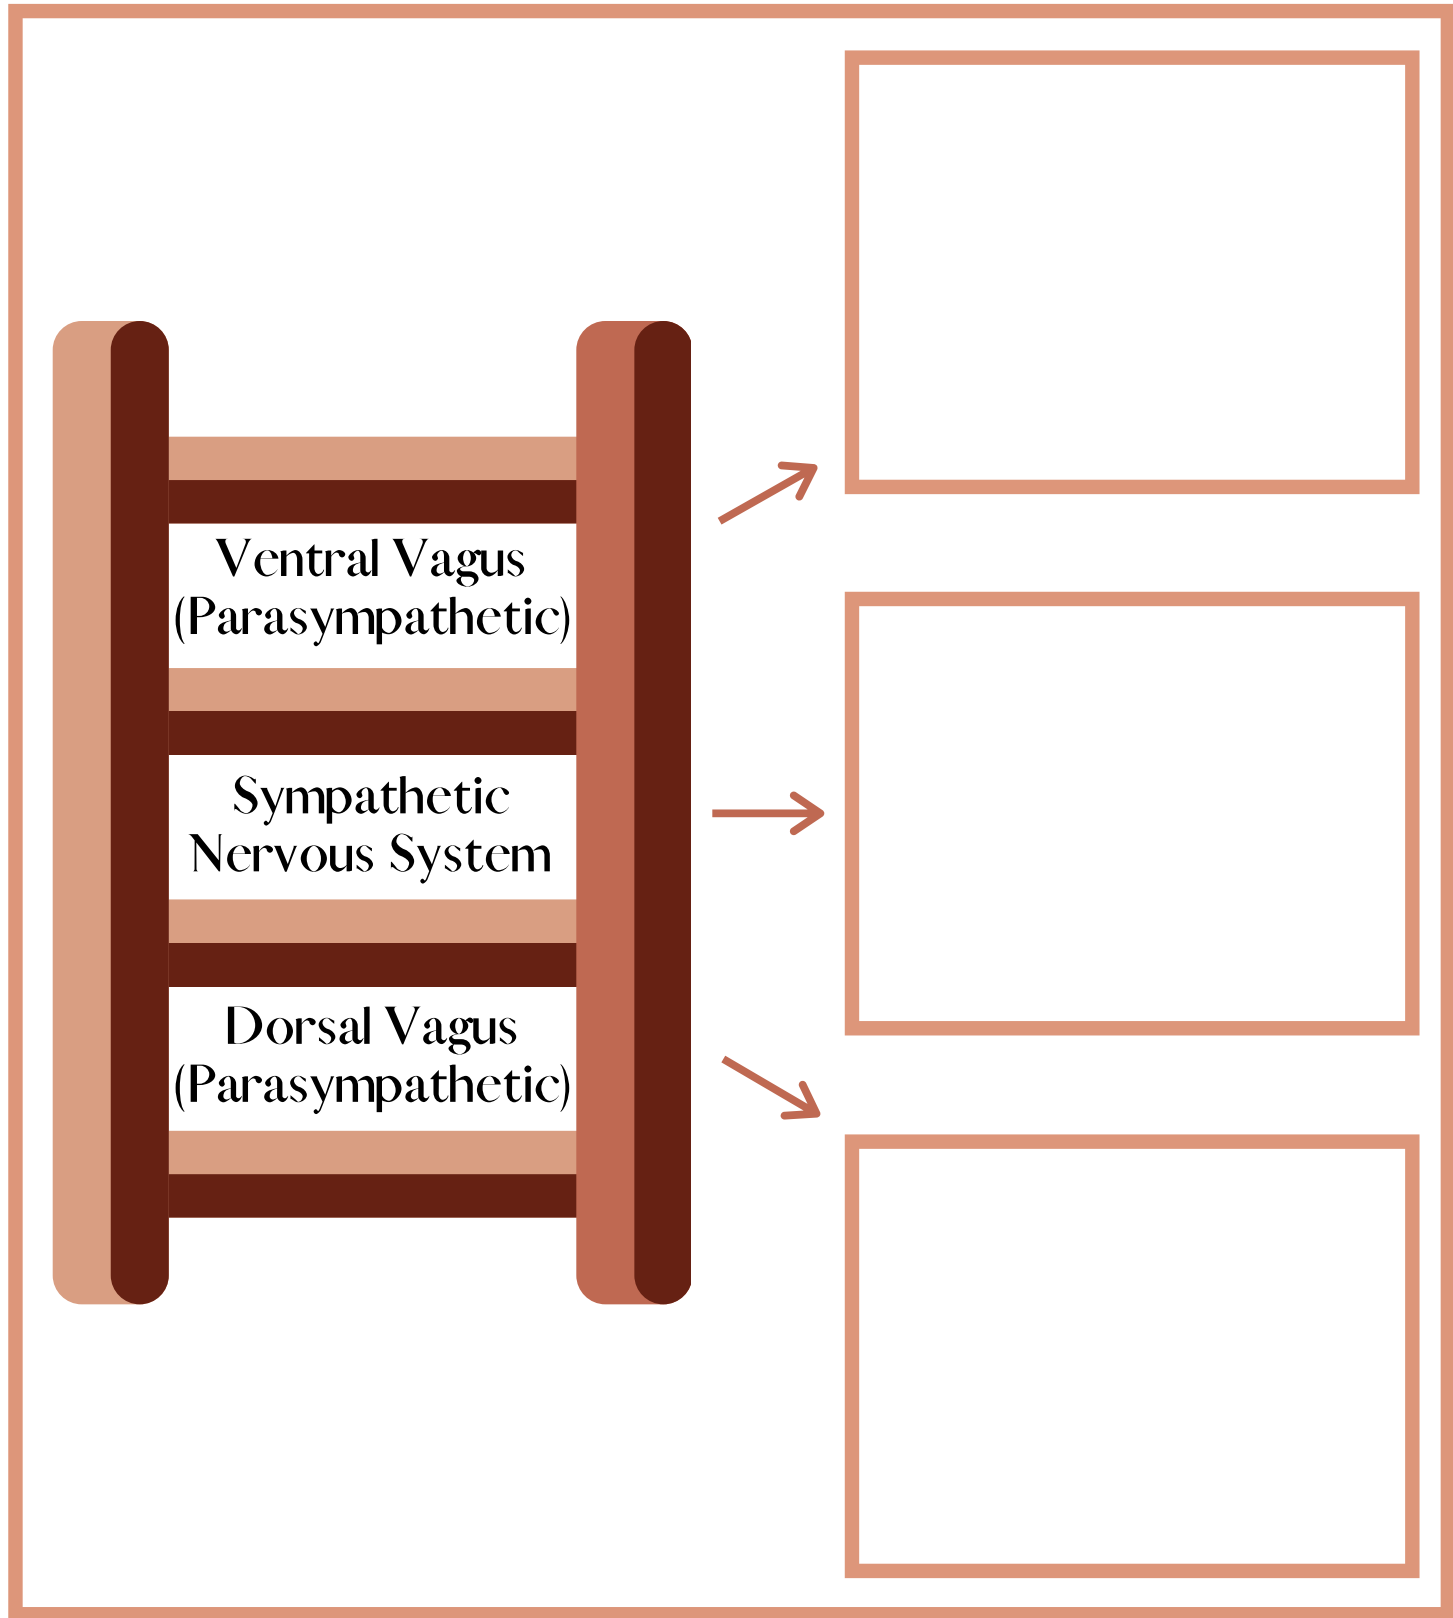 Ventral Vagus
(Parasympathetic)
Sympathetic
Nervous System
Dorsal Vagus
(Parasympathetic)